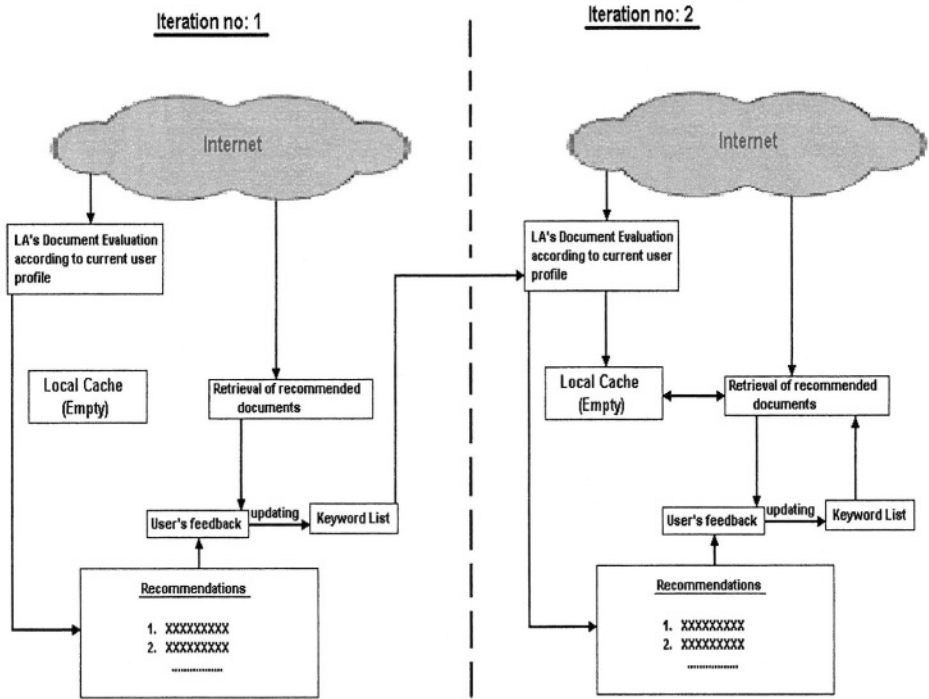 Iteration no: 1
Internet
LA's Document Evaluation
according to current user
profile
Local Cache
(Empty)
Retrieval of recommended
documents
User's feedback
updating
Keyword List
Recommendations
1. XXXXXXXXX
2. XXXXXXXXX
................
Iteration no: 2
Internet
LA's Document Evaluation
according to current user
profile
Local Cache
(Empty)
Retrieval of recommended
documents
User's feedback
updating
Keyword List
Recommendations
1. XXXXXXXXX
2. XXXXXXXXX
................